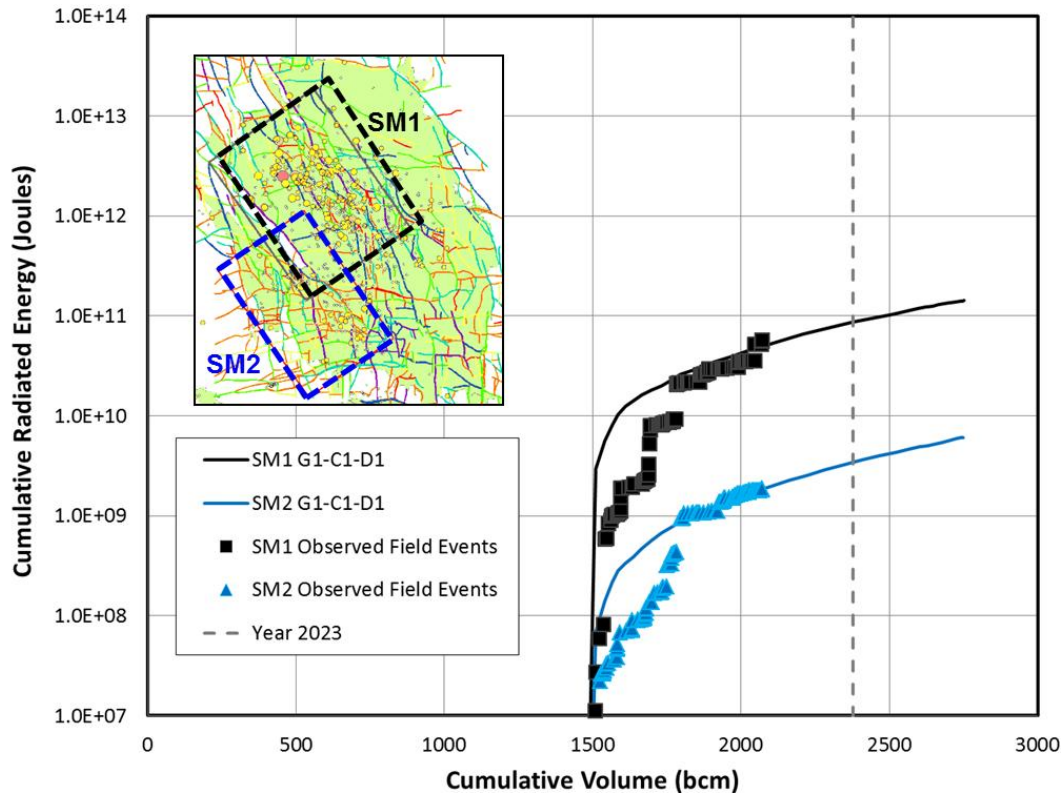 1.0E+14
1.0E+13
1.0E+12
1.0E+11
1.0E+10
1.0E+09
1.0E+08
1.0E+07
Cumulative Radiated Energy (Joules)
SM1
SM2
SM1 G1-C1-D1
SM2 G1-C1-D1
SM1 Observed Field Events
SM2 Observed Field Events
Year 2023
0 500 1000 1500 2000 2500 3000
Cumulative Volume (bcm)